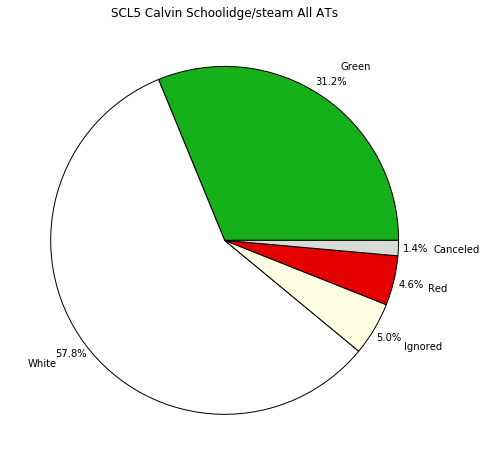 SCL5 Calvin Schoolidge/steam All ATs
Green
31.2%
1.4% Canceled
4.6% Red
5.0%
Ignored
57.8%
White